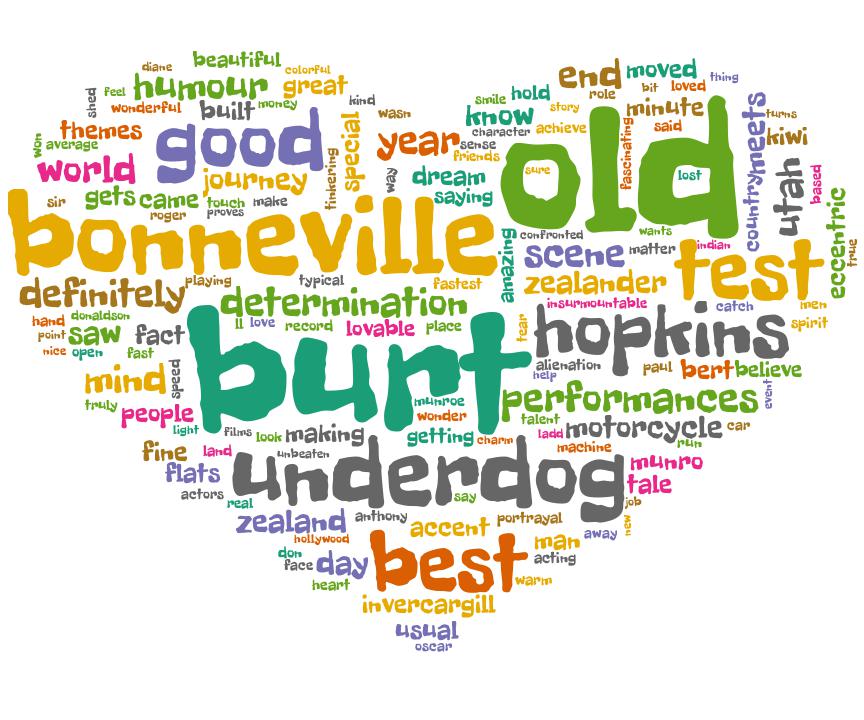 beautiful
diane
colorful
end
moved
thing
feel
humour
great
role
bit
loved
shed
wonderful
built
money
kind
smile
hold
story
minute
turns
won
themes
good
wasn
know
said
kiwi
average
special
year
character
achieve
old
countrymeets
world
journey
tinkering
sense
friends
sure
fascinating
lost
utah
based
sir
gets
came
touch
make
way
dream
saying
roger
proves
bonneville
amazing
confronted
wants
indian
eccentric
true
scene
matter
test
definitely
playing
typical
fastest
zealander
determination
insurmountable
catch
men
hand
donaldson
ll
love
record
lovable
place
tear
hopkins
spirit
point
saw
fact
burt
nice
open
fast
alienation
help
paul
bert
believe
mind
speed
event
truly
people
munroe
performances
light
films
look
making
wonder
talent
ladd
motorcycle
car
getting
charm
run
fine
land
unbeaten
machine
flats
underdog
munro
actors
say
tale
real
job
zealand
anthony
accent
portrayal
new
hollywood
man
away
don
face
day
best
acting
heart
warm
invercargill
usual
oscar